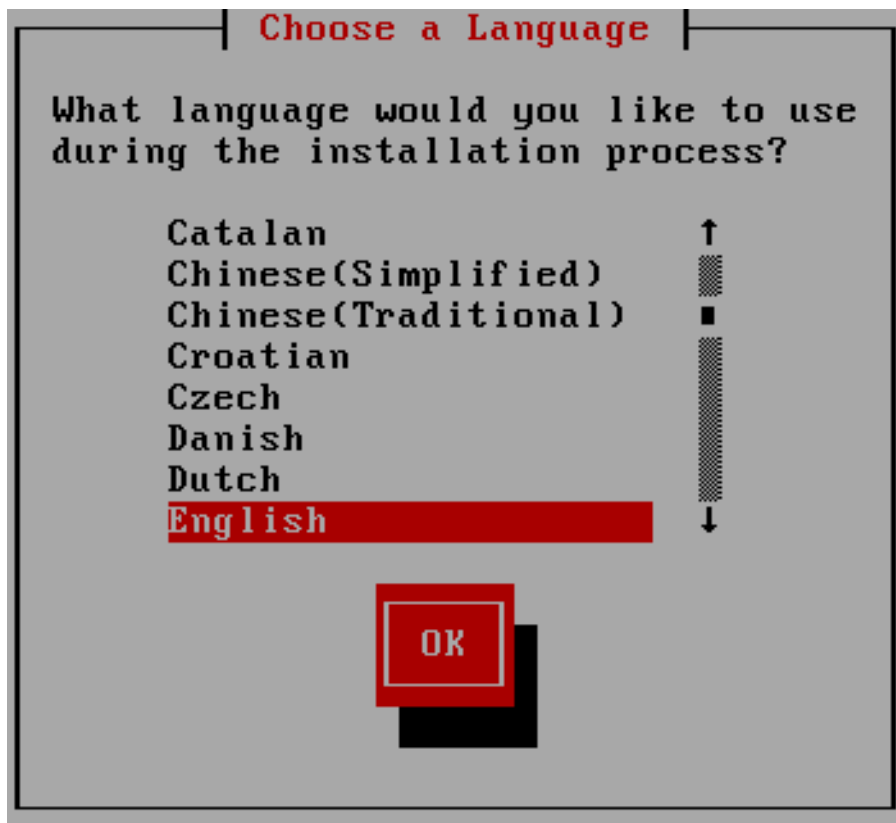 Choose a Language
What language would you like to use
during the installation process?
Catalan
Chinese(Simplified)
Chinese(Traditional)
Croatian
Czech
Danish
Dutch
English
OK